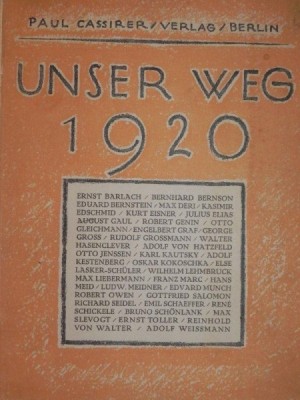 PAUL CASSIRER / VERLAG / BERLIN
UNSER WEG
1920
ERNST BARLACH / BERNHARD BERNSON
EDUARD BERNSTEIN / MAX DERI / KASIMIR
EDSCHMID / KURT EISNER / JULIUS ELIAS
AUGUST GAUL / ROBERT GENIN / OTTO
GLEICHMANN / ENGELBERT GRAF / GEORGE
GROSS / RUDOLF GROSSMANN / WALTER
HASENCLEVER / ADOLF VON HATZFELD
OTTO JENSSEN / KARL KAUTSKY / ADOLF
KESTENBERG / OSKAR KOKOSCHKA / ELSE
LASKER-SCHÜLER / WILHELM LEHMBRUCK
MAX LIEBERMANN / FRANZ MARC / HANS
MEID / LUDW. MEIDNER / EDVARD MUNCH
ROBERT OWEN / GOTTFRIED SALOMON
RICHARD SEIDEL / EMIL SCHAEFFER / RENÉ
SCHICKELE / BRUNO SCHÖNLANK / MAX
SLEVOGT / ERNST TOLLER / REINHOLD
VON WALTER / ADOLF WEISSMANN